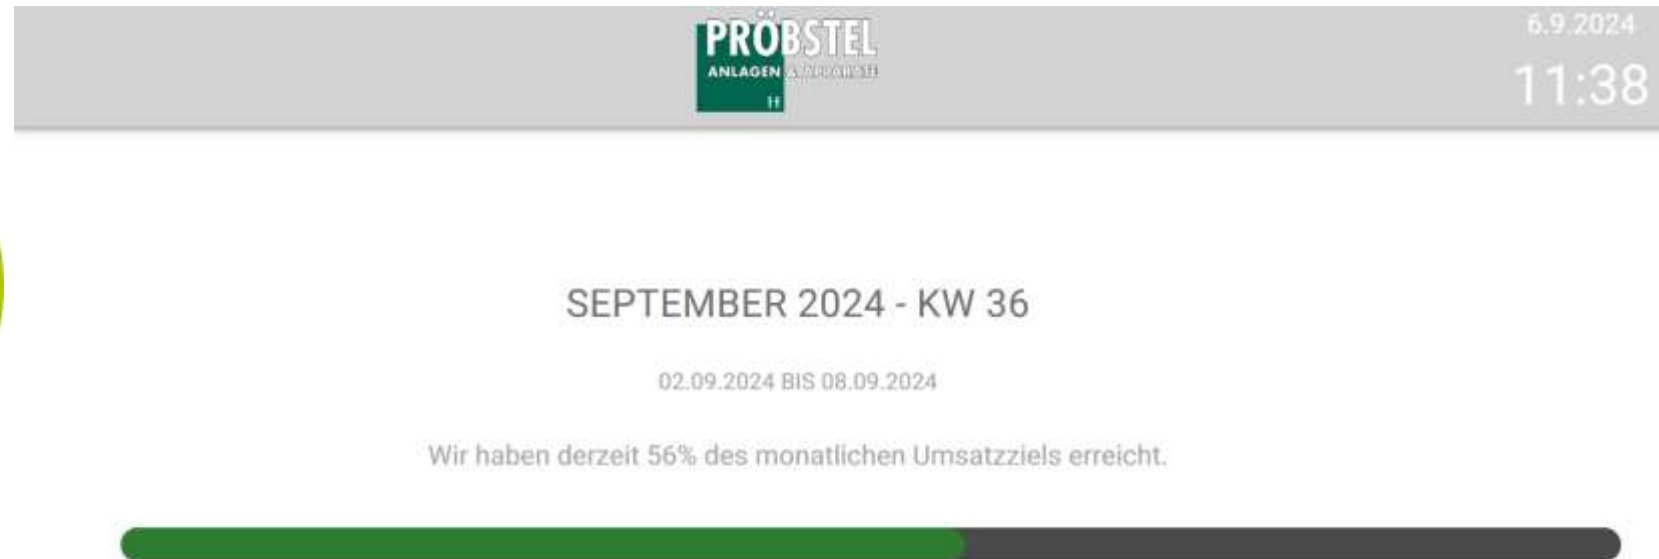 PRÖBSTEL
ANLAGEN &
6.9.2024
11:38
SEPTEMBER 2024 - KW 36
02.09.2024 BIS 08.09.2024
Wir haben derzeit 56% des monatlichen Umsatzziels erreicht.